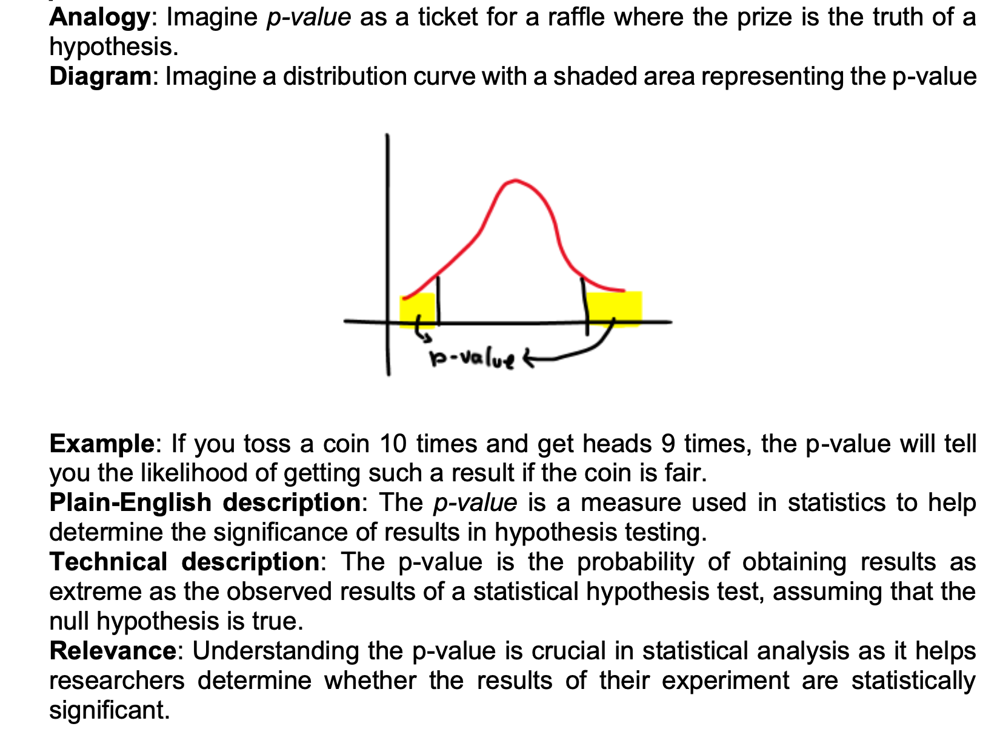 Analogy: Imagine p-value as a ticket for a raffle where the prize is the truth of a
hypothesis.
Diagram: Imagine a distribution curve with a shaded area representing the p-value
p-value
Example: If you toss a coin 10 times and get heads 9 times, the p-value will tell
you the likelihood of getting such a result if the coin is fair.
Plain-English description: The p-value is a measure used in statistics to help
determine the significance of results in hypothesis testing.
Technical description: The p-value is the probability of obtaining results as
extreme as the observed results of a statistical hypothesis test, assuming that the
null hypothesis is true.
Relevance: Understanding the p-value is crucial in statistical analysis as it helps
researchers determine whether the results of their experiment are statistically
significant.